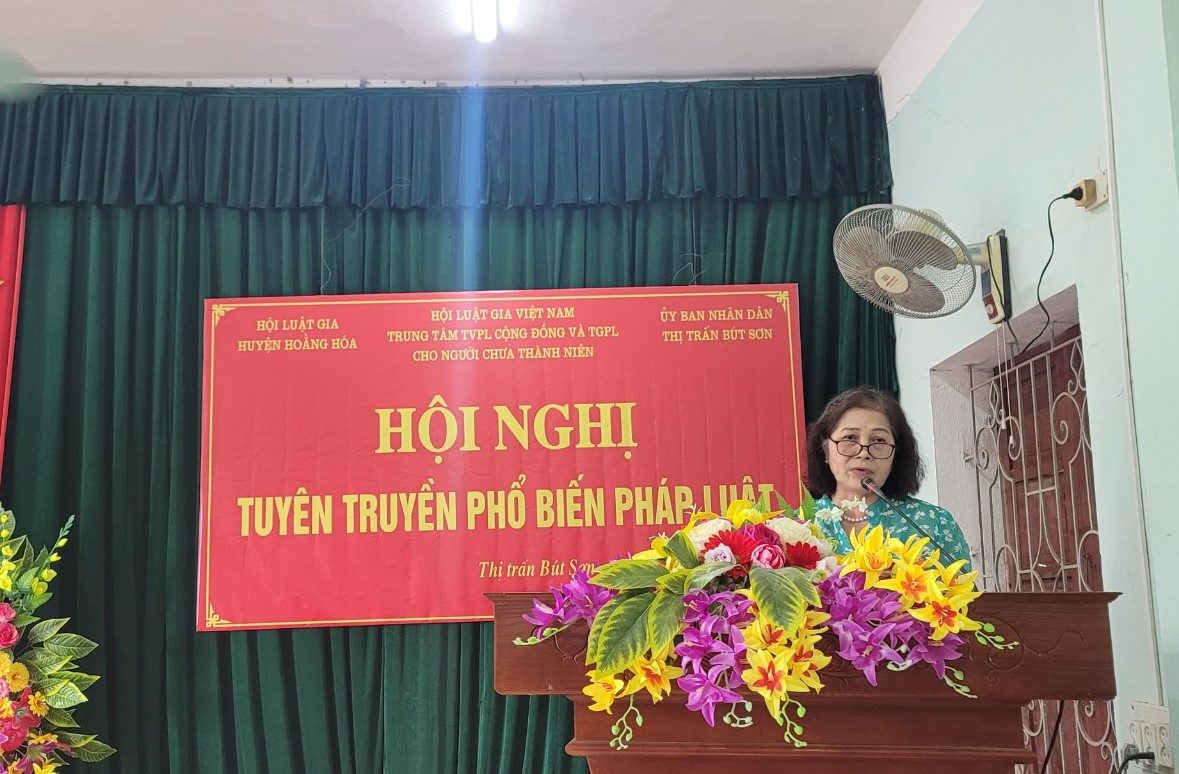 HỘI LUẬT GIA
HUYỆN HOẰNG HÓA
HỘI LUẬT GIA VIỆT NAM
TRUNG TÂM TVPL CỘNG ĐỒNG VÀ TGPL
CHO NGƯỜI CHƯA THÀNH NIÊN
ỦY BAN NHÂN DÂN
THỊ TRẤN BÚT SƠN
HỘI NGHỊ
TUYÊN TRUYỀN PHỔ BIẾN PHÁP LUẬT
Thị trấn Bút Sơn